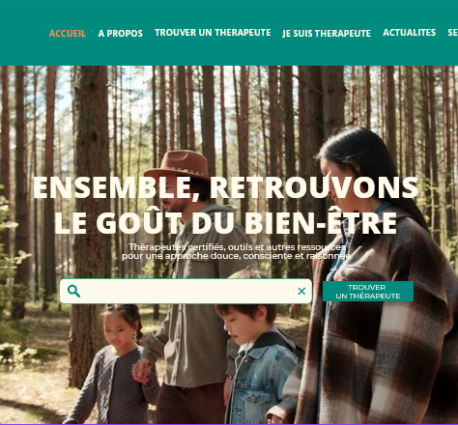 ACCUEIL A PROPOS TROUVER UN THERAPEUTE JE SUIS THERAPEUTE ACTUALITES SE
ENSEMBLE, RETROUVONS
LE GOÛT DU BIEN-ÊTRE
Thérapeutes certifiés, outils et autres ressources
pour une approche douce, consciente et raisonnée
TROUVER
UN THÉRAPEUTE